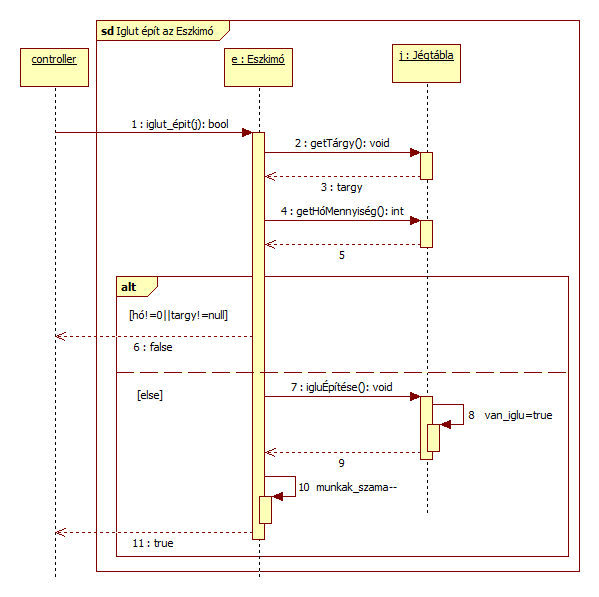 sd Iglut épít az Eszkimó
controller
e : Eszkimó
j : Jégtábla
1 : iglut_épit(j): bool
2 : getTárgy(): void
3 : targy
4 : getHóMennyiség(): int
5
alt
[hó!=0||targy!=null]
6 : false
[else]
7 : igluÉpítése(): void
8 van_iglu=true
9
10 munkak_szama--
11 : true